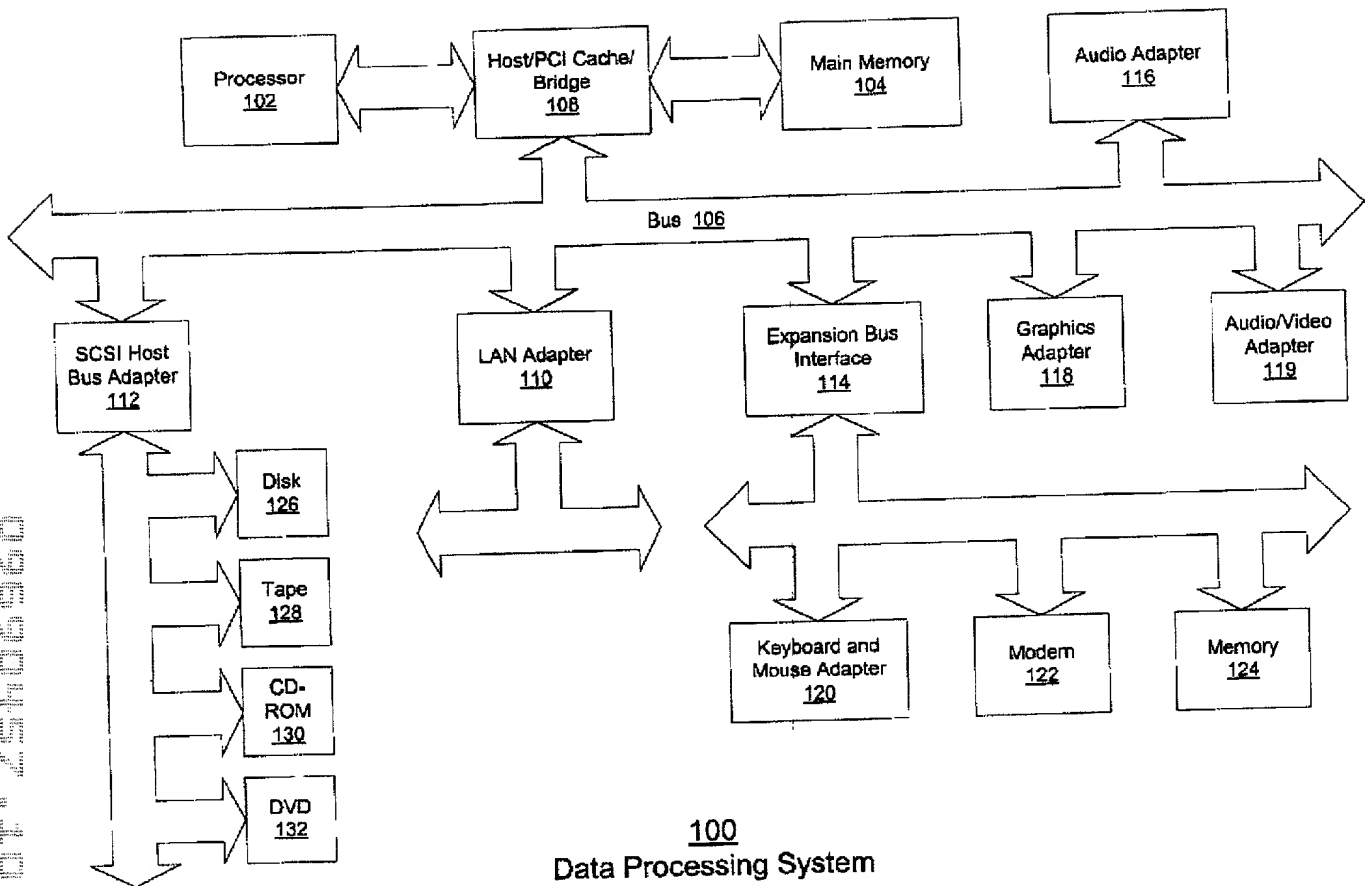 Processor
102
Host/PCI Cache/
Bridge
108
Main Memory
104
Audio Adapter
116
Bus 106
SCSI Host
Bus Adapter
112
LAN Adapter
110
Expansion Bus
Interface
114
Graphics
Adapter
118
Audio/Video
Adapter
119
Disk
126
Tape
128
CD-
ROM
130
DVD
132
Keyboard and
Mouse Adapter
120
Modem
122
Memory
124
100
Data Processing System